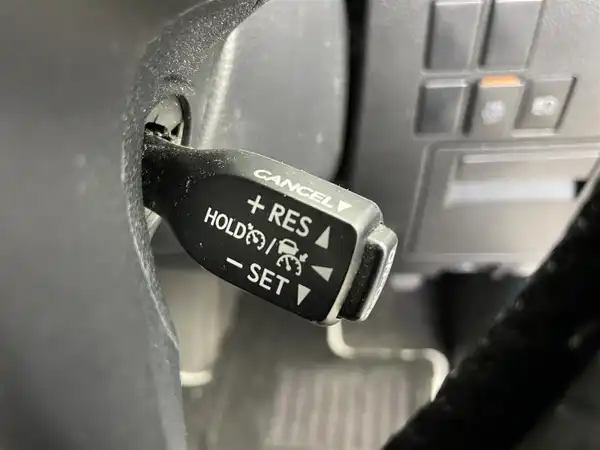 CANCEL
+ RES
HOLD /
− SET